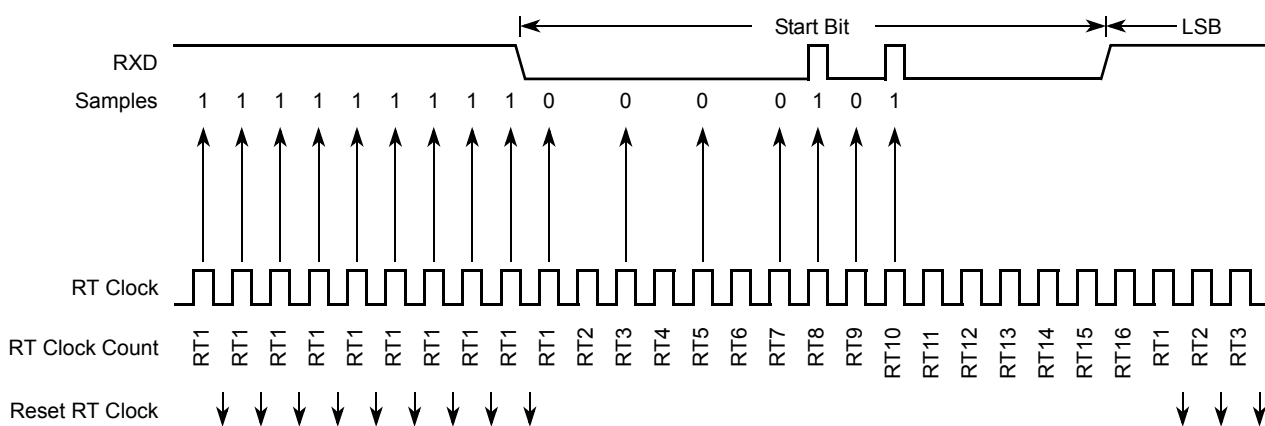 Start Bit LSB
RXD
Samples 1 1 1 1 1 1 1 1 1 0 0 0 0 1 0 1
RT Clock
RT Clock Count RT1 RT1 RT1 RT1 RT1 RT1 RT1 RT1 RT1 RT1 RT2 RT3 RT4 RT5 RT6 RT7 RT8 RT9 RT10 RT11 RT12 RT13 RT14 RT15 RT16 RT1 RT2 RT3
Reset RT Clock